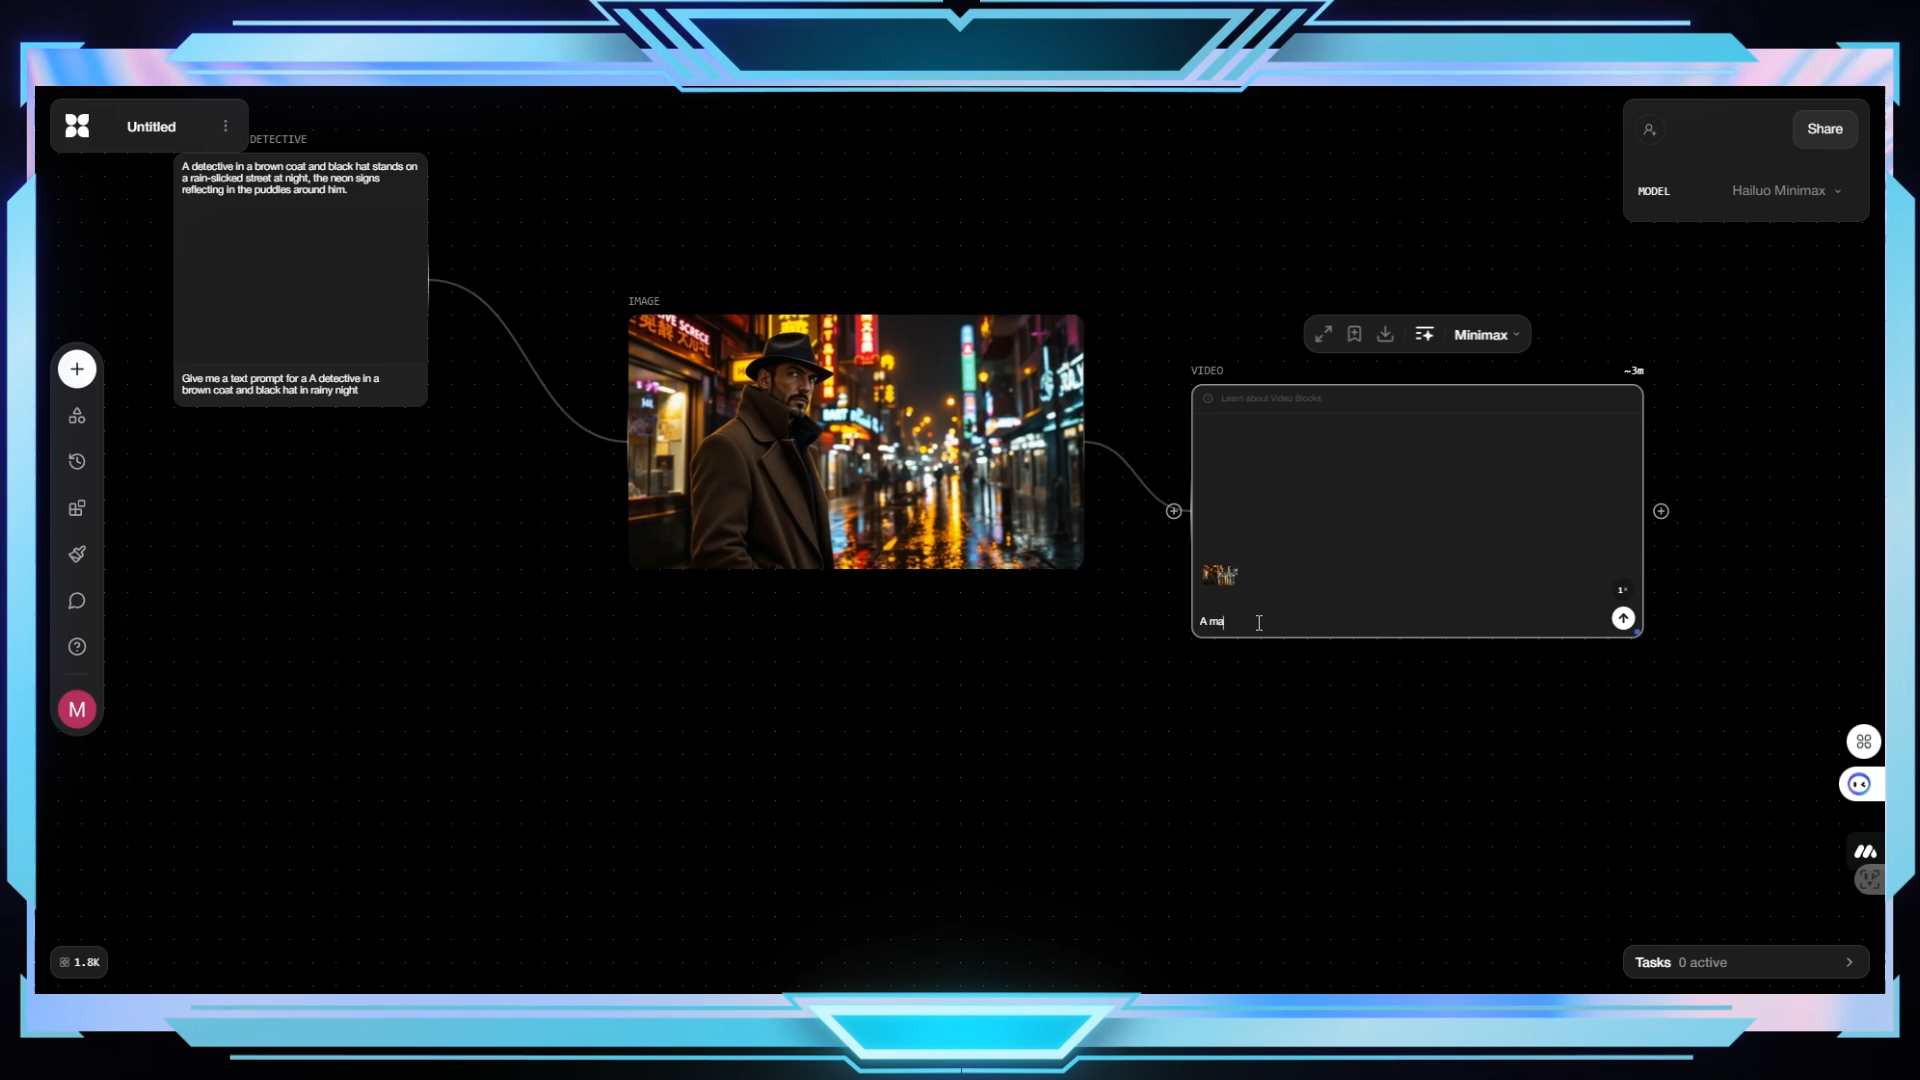 Untitled
DETECTIVE
A detective in a brown coat and black hat stands on
a rain-slicked street at night, the neon signs
reflecting in the puddles around him.
Give me a text prompt for a A detective in a
brown coat and black hat in rainy night
IMAGE
Minimax
VIDEO
~3m
Learn about Video Blocks
1×
A ma
Share
MODEL
Hailuo Minimax
M
1.8K
Tasks 0 active